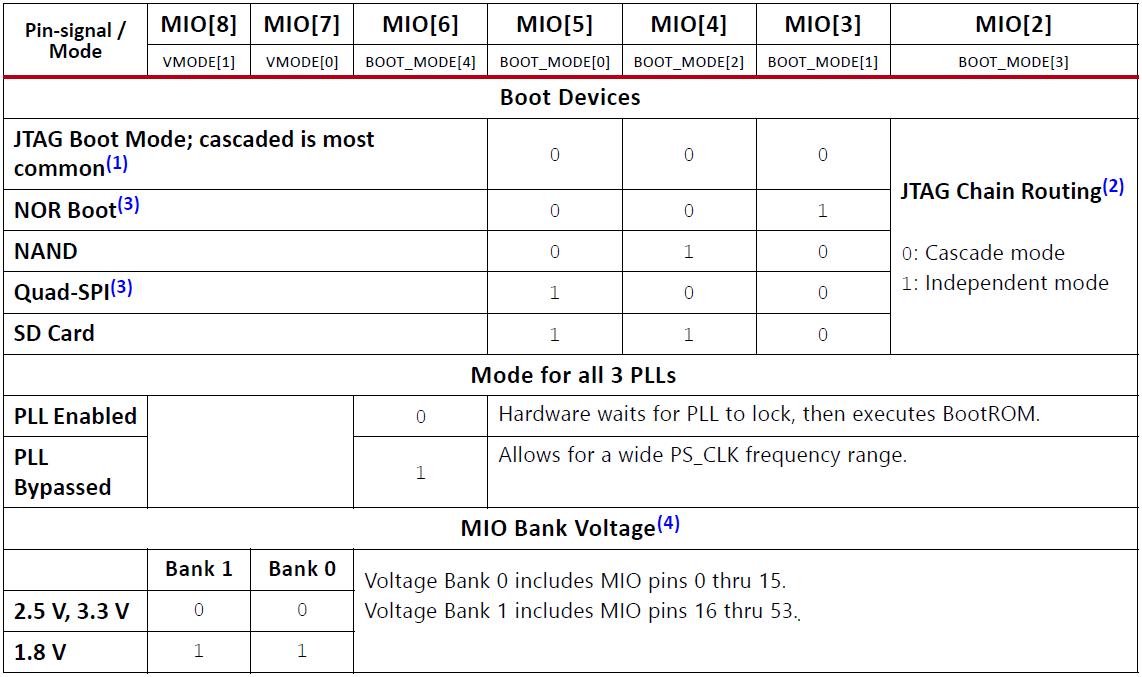 Pin-signal / Mode MIO[8] MIO[7] MIO[6] MIO[5] MIO[4] MIO[3] MIO[2]
VMODE[1] VMODE[0] BOOT_MODE[4] BOOT_MODE[0] BOOT_MODE[2] BOOT_MODE[1] BOOT_MODE[3]
Boot Devices
JTAG Boot Mode; cascaded is most
common(1) 0 0 0
NOR Boot(3) 0 0 1
NAND 0 1 0
Quad-SPI(3) 1 0 0
SD Card 1 1 0
JTAG Chain Routing(2)
0: Cascade mode
1: Independent mode
Mode for all 3 PLLs
PLL Enabled 0 Hardware waits for PLL to lock, then executes BootROM.
PLL
Bypassed 1 Allows for a wide PS_CLK frequency range.
MIO Bank Voltage(4)
Bank 1 Bank 0
2.5 V, 3.3 V 0 0
1.8 V 1 1
Voltage Bank 0 includes MIO pins 0 thru 15.
Voltage Bank 1 includes MIO pins 16 thru 53..